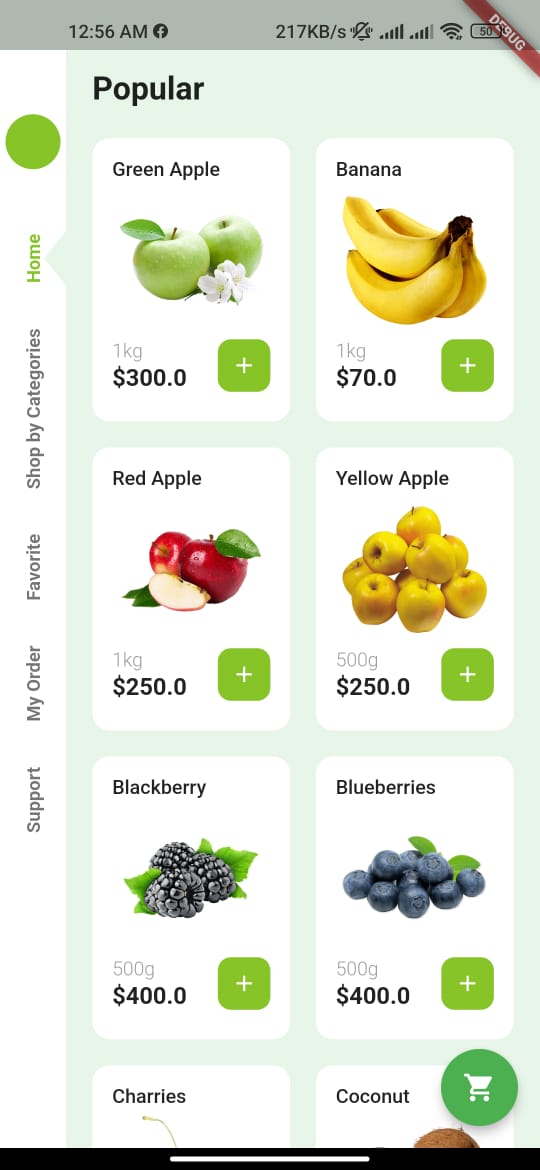 12:56 AM 217KB/s 50
DEBUG
Popular
Home
Shop by Categories
Favorite
My Order
Support
Green Apple
1kg
$300.0
+
Banana
1kg
$70.0
+
Red Apple
1kg
$250.0
+
Yellow Apple
500g
$250.0
+
Blackberry
500g
$400.0
+
Blueberries
500g
$400.0
+
Charries
Coconut